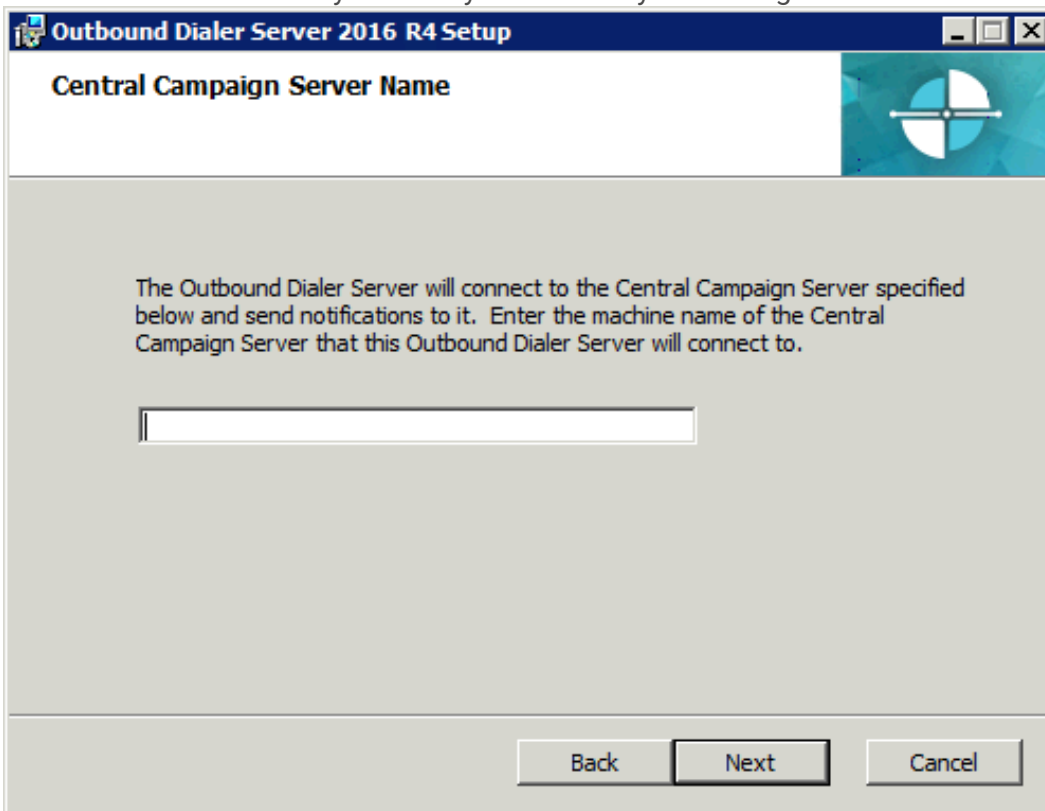 Outbound Dialer Server 2016 R4 Setup
Central Campaign Server Name
The Outbound Dialer Server will connect to the Central Campaign Server specified
below and send notifications to it.  Enter the machine name of the Central
Campaign Server that this Outbound Dialer Server will connect to.
Back
Next
Cancel